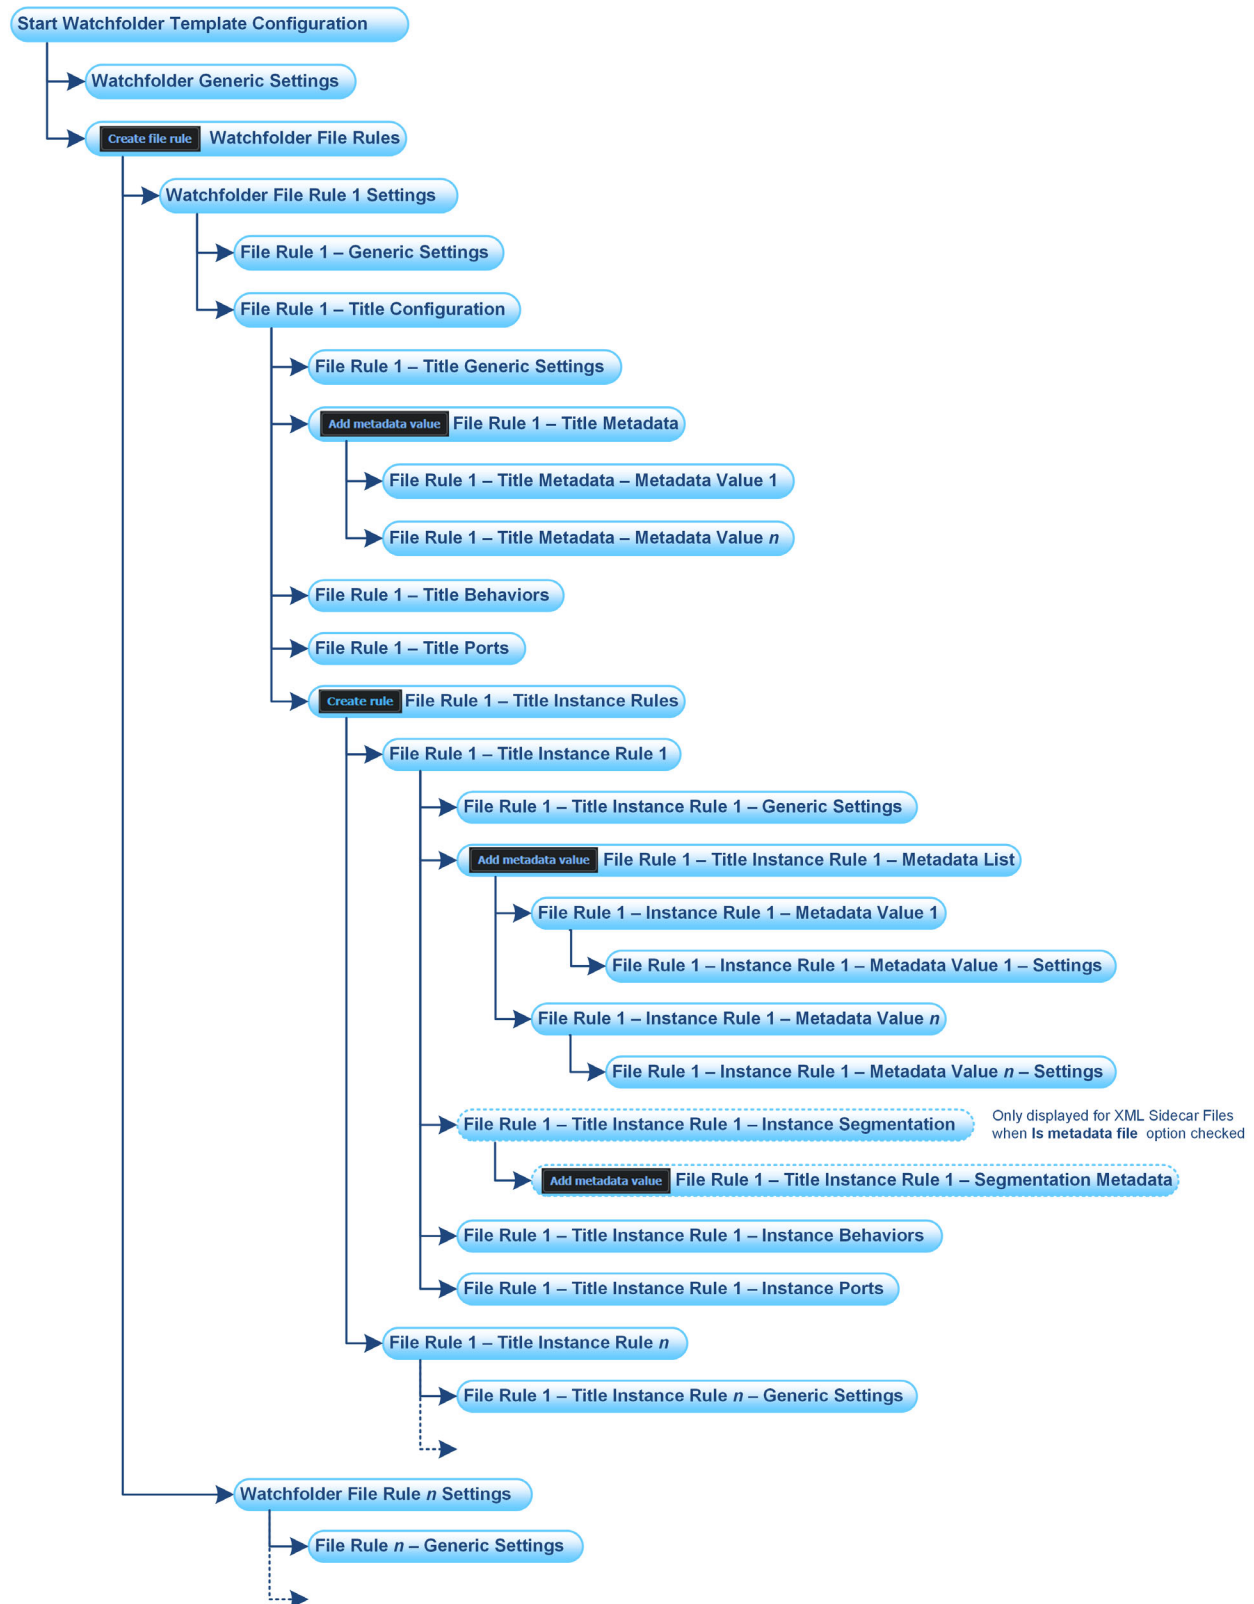 Start Watchfolder Template Configuration
Watchfolder Generic Settings
Create file rule Watchfolder File Rules
Watchfolder File Rule 1 Settings
File Rule 1 – Generic Settings
File Rule 1 – Title Configuration
File Rule 1 – Title Generic Settings
Add metadata value File Rule 1 – Title Metadata
File Rule 1 – Title Metadata – Metadata Value 1
File Rule 1 – Title Metadata – Metadata Value n
File Rule 1 – Title Behaviors
File Rule 1 – Title Ports
Create rule File Rule 1 – Title Instance Rules
File Rule 1 – Title Instance Rule 1
File Rule 1 – Title Instance Rule 1 – Generic Settings
Add metadata value File Rule 1 – Title Instance Rule 1 – Metadata List
File Rule 1 – Instance Rule 1 – Metadata Value 1
File Rule 1 – Instance Rule 1 – Metadata Value 1 – Settings
File Rule 1 – Instance Rule 1 – Metadata Value n
File Rule 1 – Instance Rule 1 – Metadata Value n – Settings
File Rule 1 – Title Instance Rule 1 – Instance Segmentation
Only displayed for XML Sidecar Files
when Is metadata file option checked
Add metadata value File Rule 1 – Title Instance Rule 1 – Segmentation Metadata
File Rule 1 – Title Instance Rule 1 – Instance Behaviors
File Rule 1 – Title Instance Rule 1 – Instance Ports
File Rule 1 – Title Instance Rule n
File Rule 1 – Title Instance Rule n – Generic Settings
Watchfolder File Rule n Settings
File Rule n – Generic Settings